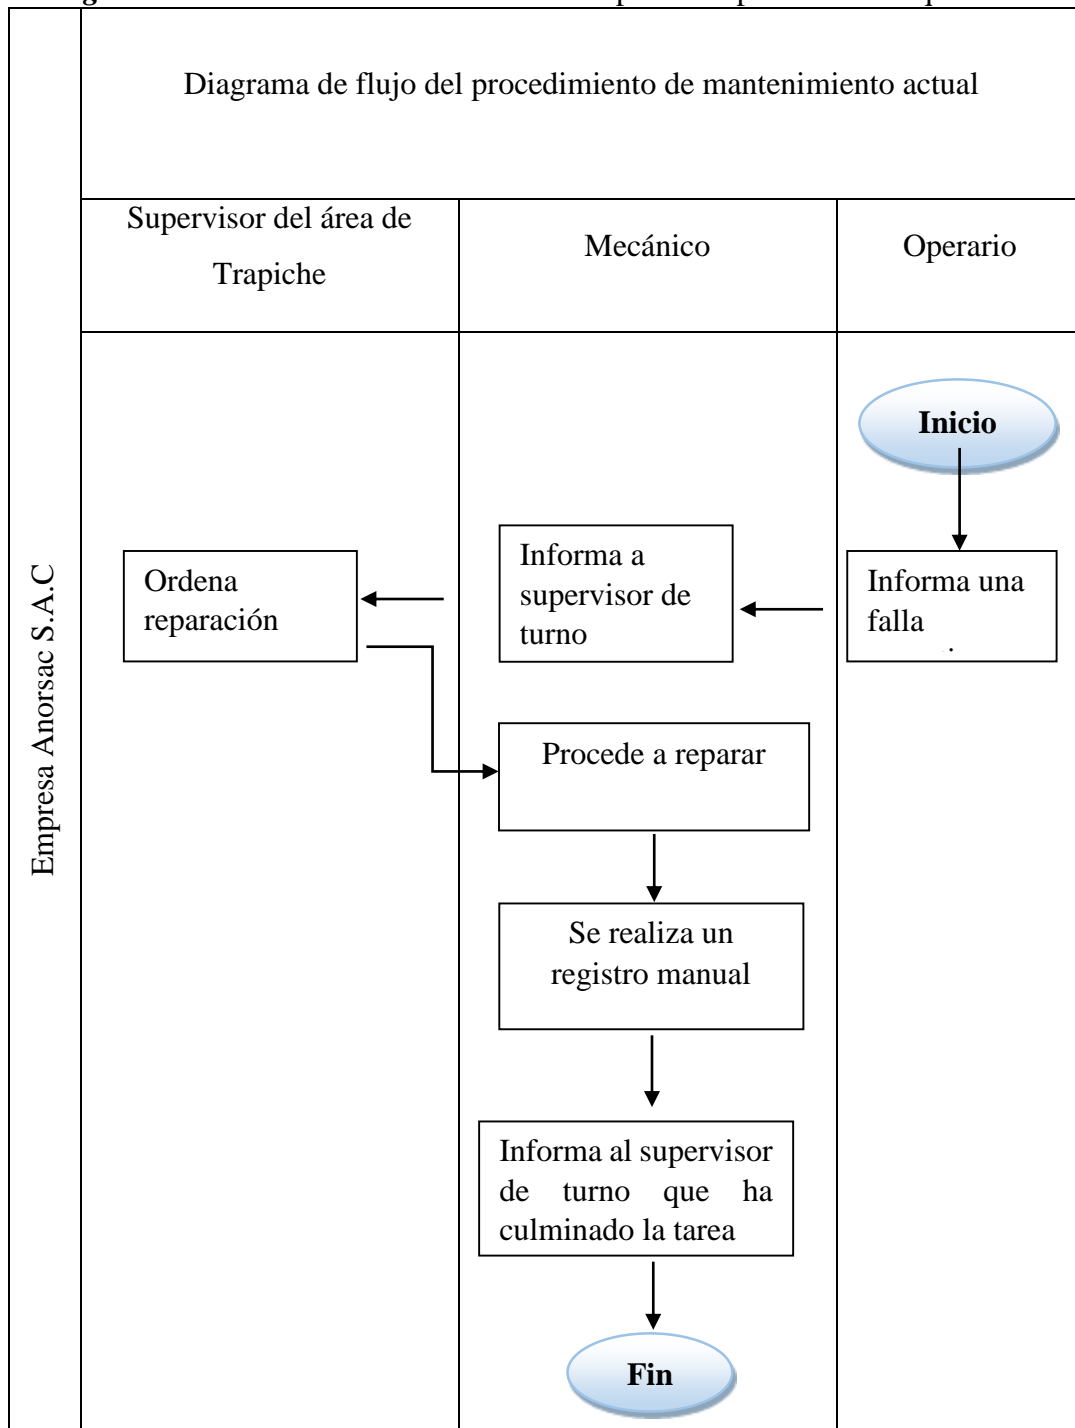 Diagrama de flujo del procedimiento de mantenimiento actual
Empresa Anorsac S.A.C
Supervisor del área de
Trapiche
Mecánico
Operario
Inicio
Informa una
falla
.
Informa a
supervisor de
turno
Ordena
reparación
Procede a reparar
Se realiza un
registro manual
Informa al supervisor
de turno que ha
culminado la tarea
Fin